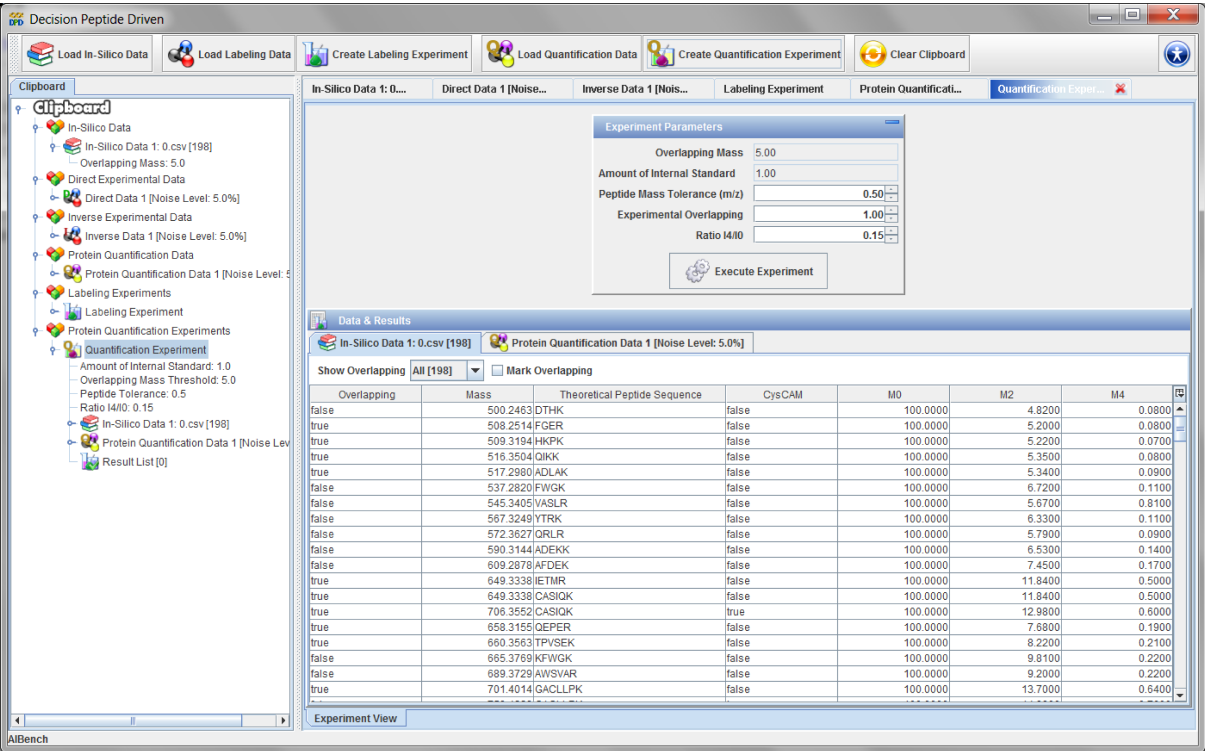 Decision Peptide Driven
Load In-Silico Data Load Labeling Data Create Labeling Experiment Load Quantification Data Create Quantification Experiment Clear Clipboard
Clipboard
Clipboard
In-Silico Data
In-Silico Data 1: 0.csv [198]
Overlapping Mass: 5.0
Direct Experimental Data
Direct Data 1 [Noise Level: 5.0%]
Inverse Experimental Data
Inverse Data 1 [Noise Level: 5.0%]
Protein Quantification Data
Protein Quantification Data 1 [Noise Level: 5
Labeling Experiments
Labeling Experiment
Protein Quantification Experiments
Quantification Experiment
Amount of Internal Standard: 1.0
Overlapping Mass Threshold: 5.0
Peptide Tolerance: 0.5
Ratio I4/I0: 0.15
In-Silico Data 1: 0.csv [198]
Protein Quantification Data 1 [Noise Lev
Result List [0]
In-Silico Data 1: 0.... Direct Data 1 [Noise... Inverse Data 1 [Nois... Labeling Experiment Protein Quantificati... Quantification Exper...
Experiment Parameters
Overlapping Mass 5.00
Amount of Internal Standard 1.00
Peptide Mass Tolerance (m/z) 0.50
Experimental Overlapping 1.00
Ratio I4/I0 0.15
Execute Experiment
Data & Results
In-Silico Data 1: 0.csv [198] Protein Quantification Data 1 [Noise Level: 5.0%]
Show Overlapping All [198] Mark Overlapping
Overlapping Mass Theoretical Peptide Sequence CysCAM M0 M2 M4
false 500.2463 DTHK false 100.0000 4.8200 0.0800
true 508.2514 FGER false 100.0000 5.2000 0.0800
true 509.3194 HKPK false 100.0000 5.2200 0.0700
true 516.3504 QIKK false 100.0000 5.3500 0.0800
true 517.2980 ADLAK false 100.0000 5.3400 0.0900
false 537.2820 FWGK false 100.0000 6.7200 0.1100
false 545.3405 VASLR false 100.0000 5.6700 0.8100
false 567.3249 YTRK false 100.0000 6.3300 0.1100
false 572.3627 QRLR false 100.0000 5.7900 0.0900
false 590.3144 ADEKK false 100.0000 6.5300 0.1400
false 609.2878 AFDEK false 100.0000 7.4500 0.1700
true 649.3338 IETMR false 100.0000 11.8400 0.5000
true 649.3338 CASIQK false 100.0000 11.8400 0.5000
true 706.3552 CASIQK true 100.0000 12.9800 0.6000
true 658.3155 QEPER false 100.0000 7.6800 0.1900
true 660.3563 TPVSEK false 100.0000 8.2200 0.2100
false 665.3769 KFWGK false 100.0000 9.8100 0.2200
false 689.3729 AWSVAR false 100.0000 9.2000 0.2200
true 701.4014 GACLLPK false 100.0000 13.7000 0.6400
Experiment View
AIBench